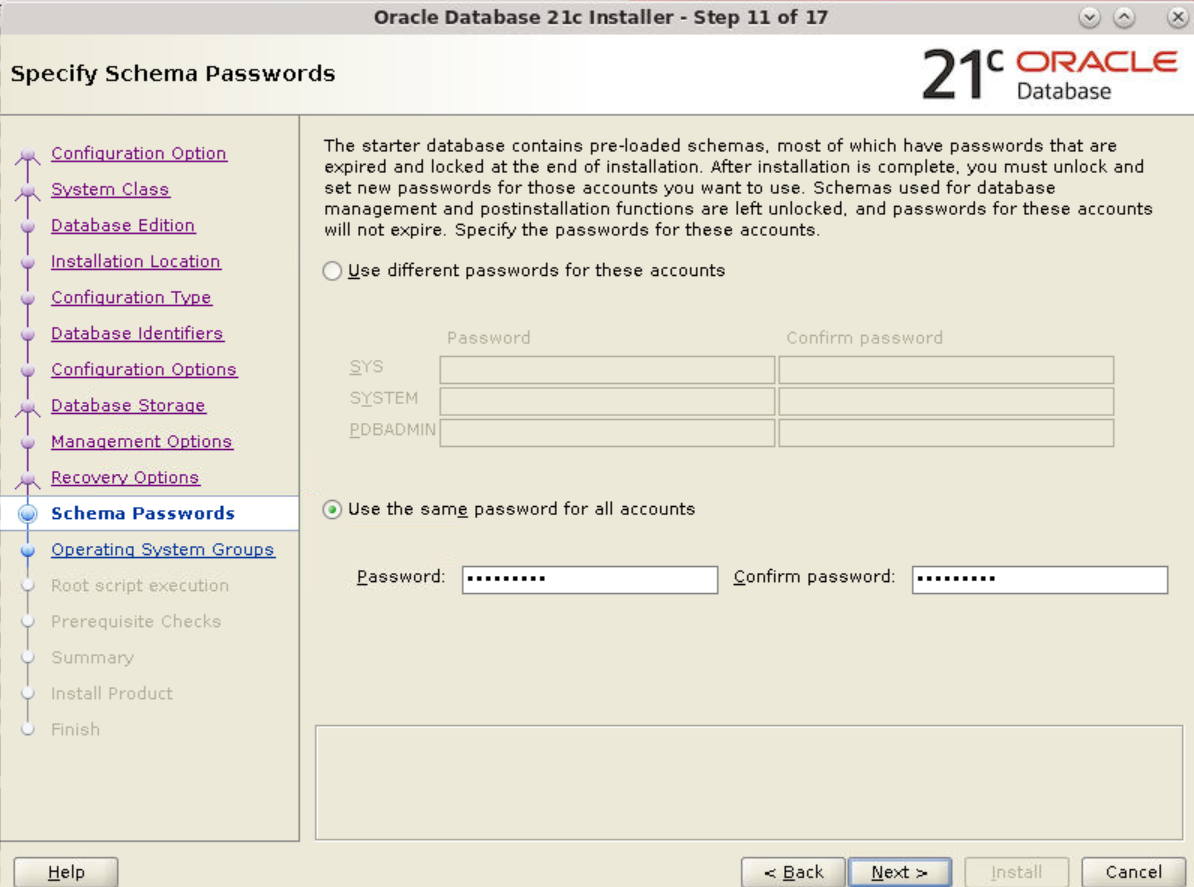 Oracle Database 21c Installer - Step 11 of 17
Specify Schema Passwords
21c ORACLE
Database
Configuration Option
System Class
Database Edition
Installation Location
Configuration Type
Database Identifiers
Configuration Options
Database Storage
Management Options
Recovery Options
Schema Passwords
Operating System Groups
Root script execution
Prerequisite Checks
Summary
Install Product
Finish
The starter database contains pre-loaded schemas, most of which have passwords that are
expired and locked at the end of installation. After installation is complete, you must unlock and
set new passwords for those accounts you want to use. Schemas used for database
management and postinstallation functions are left unlocked, and passwords for these accounts
will not expire. Specify the passwords for these accounts.
Use different passwords for these accounts
Password Confirm password
SYS
SYSTEM
PDBADMIN
Use the same password for all accounts
Password: ••••••••• Confirm password: •••••••••
Help < Back Next > Install Cancel